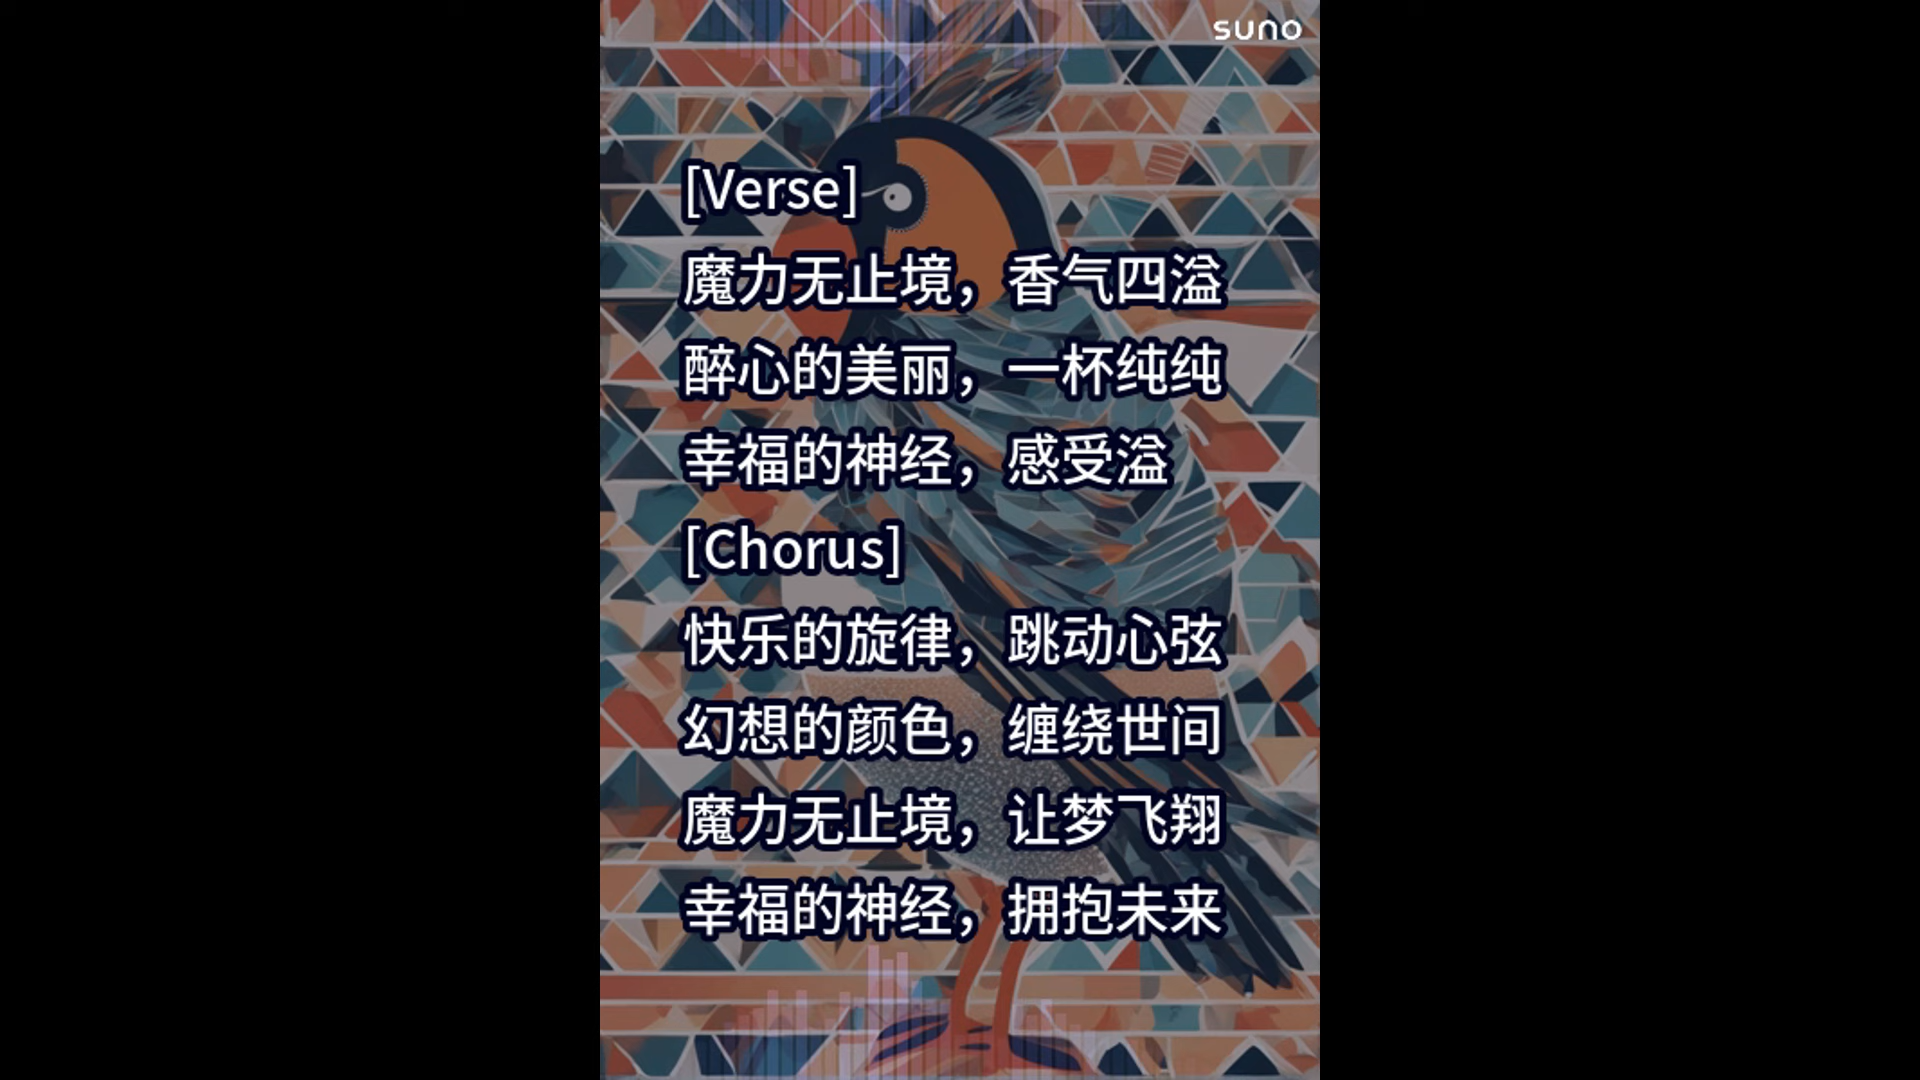 suno
[Verse]
魔力无止境，香气四溢
醉心的美丽，一杯纯纯
幸福的神经，感受溢
[Chorus]
快乐的旋律，跳动心弦
幻想的颜色，缠绕世间
魔力无止境，让梦飞翔
幸福的神经，拥抱未来